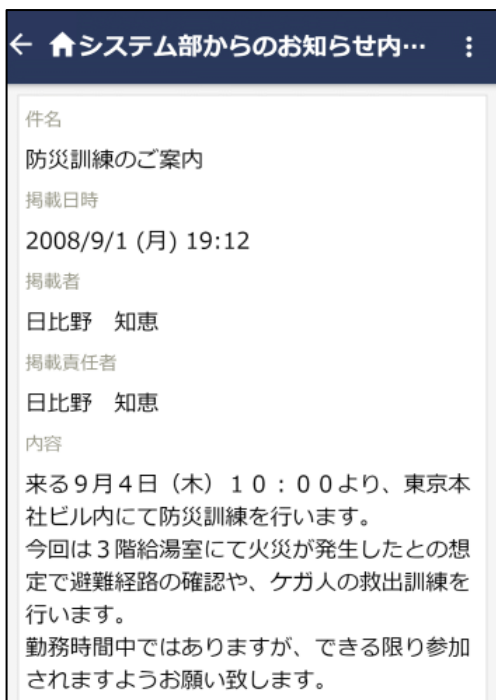 システム部からのお知らせ内…
件名
防災訓練のご案内
掲載日時
2008/9/1 (月) 19:12
掲載者
日比野　知恵
掲載責任者
日比野　知恵
内容
来る９月４日（木）１０：００より、東京本
社ビル内にて防災訓練を行います。
今回は３階給湯室にて火災が発生したとの想
定で避難経路の確認や、ケガ人の救出訓練を
行います。
勤務時間中ではありますが、できる限り参加
されますようお願い致します。